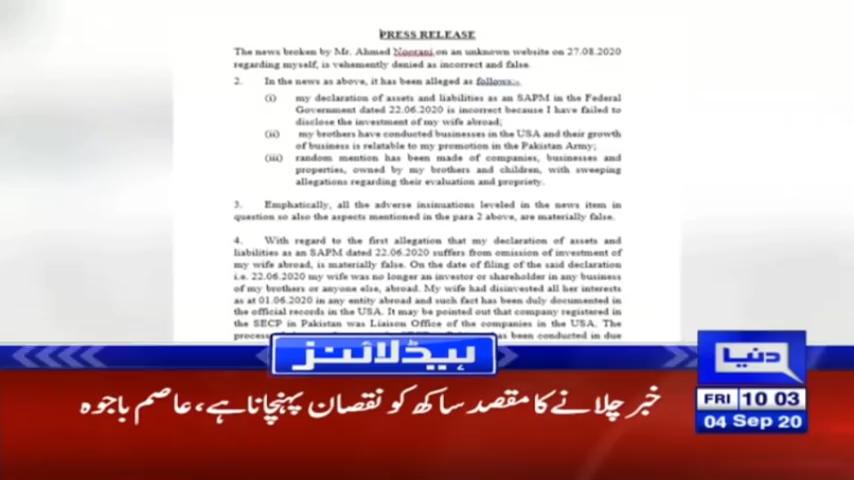 PRESS RELEASE
The news broken by Mr. Ahmed Noorani on an unknown website on 27.08.2020
regarding myself, is vehemently denied as incorrect and false.
2. In the news as above, it has been alleged as follows:-
(i) my declaration of assets and liabilities as an SAPM in the Federal
Government dated 22.06.2020 is incorrect because I have failed to
disclose the investment of my wife abroad;
(ii) my brothers have conducted businesses in the USA and their growth
of business is relatable to my promotion in the Pakistan Army;
(iii) random mention has been made of companies, businesses and
properties, owned by my brothers and children, with sweeping
allegations regarding their evaluation and propriety.
3. Emphatically, all the adverse insinuations leveled in the news item in
question so also the aspects mentioned in the para 2 above, are materially false.
4. With regard to the first allegation that my declaration of assets and
liabilities as an SAPM dated 22.06.2020 suffers from omission of investment of
my wife abroad, is materially false. On the date of filing of the said declaration
i.e. 22.06.2020 my wife was no longer an investor or shareholder in any business
of my brothers or anyone else, abroad. My wife had disinvested all her interests
as at 01.06.2020 in any entity abroad and such fact has been duly documented in
the official records in the USA. It may be pointed out that company registered in
the SECP in Pakistan was Liaison Office of the companies in the USA. The
been conducted in due
ہیڈلائنز
دنیا
FRI 10 03
04 Sep 20
خبر چلانے کا مقصد ساکھ کو نقصان پہنچانا ہے، عاصم باجوہ